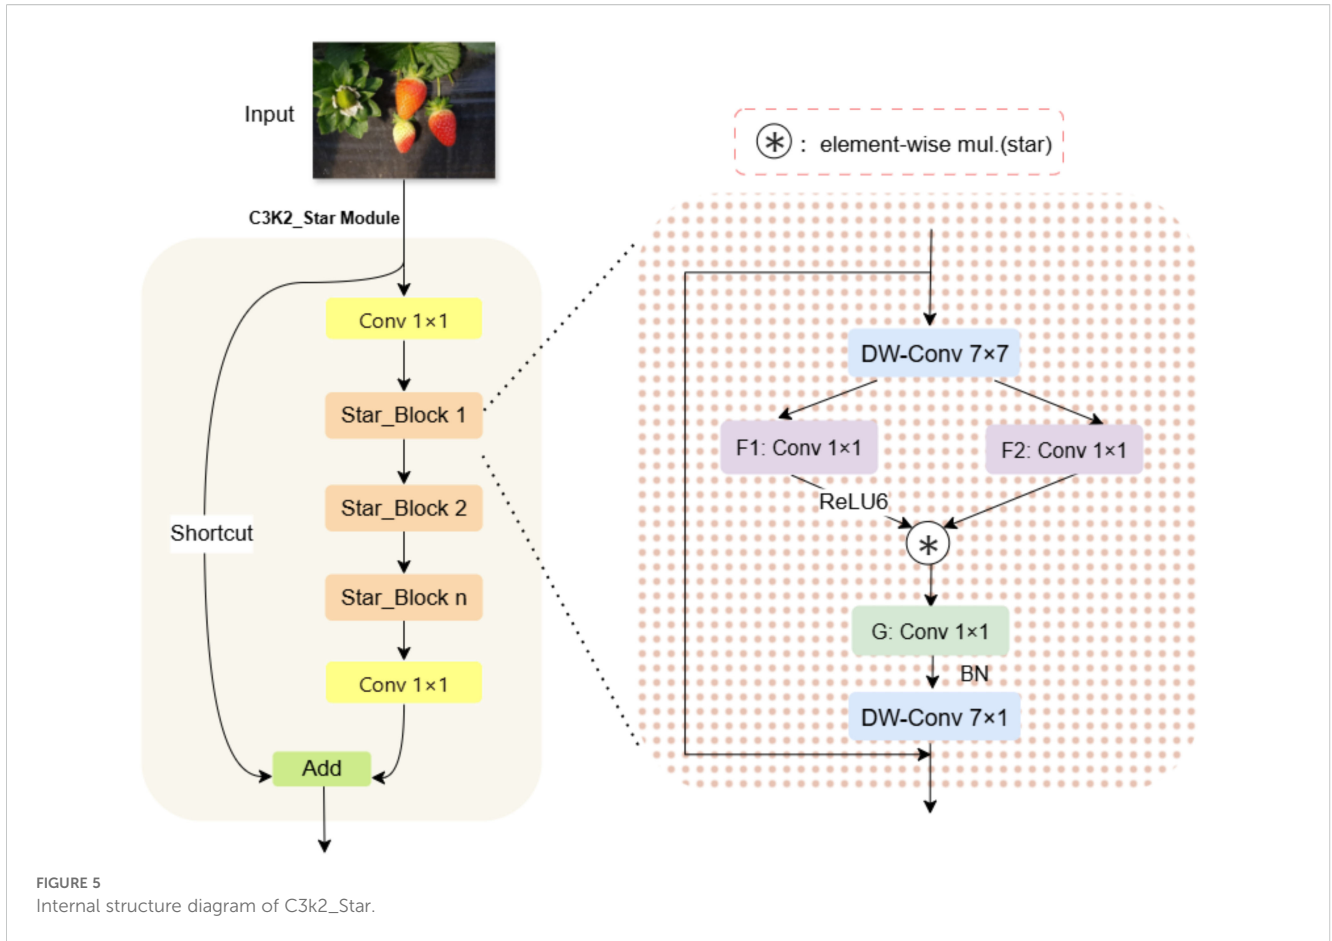 Input
C3K2_Star Module
Conv 1×1
Star_Block 1
Star_Block 2
Shortcut
Star_Block n
Conv 1×1
Add
⊛ : element-wise mul.(star)
DW-Conv 7×7
F1: Conv 1×1
F2: Conv 1×1
ReLU6
G: Conv 1×1
BN
DW-Conv 7×1
FIGURE 5
Internal structure diagram of C3k2_Star.